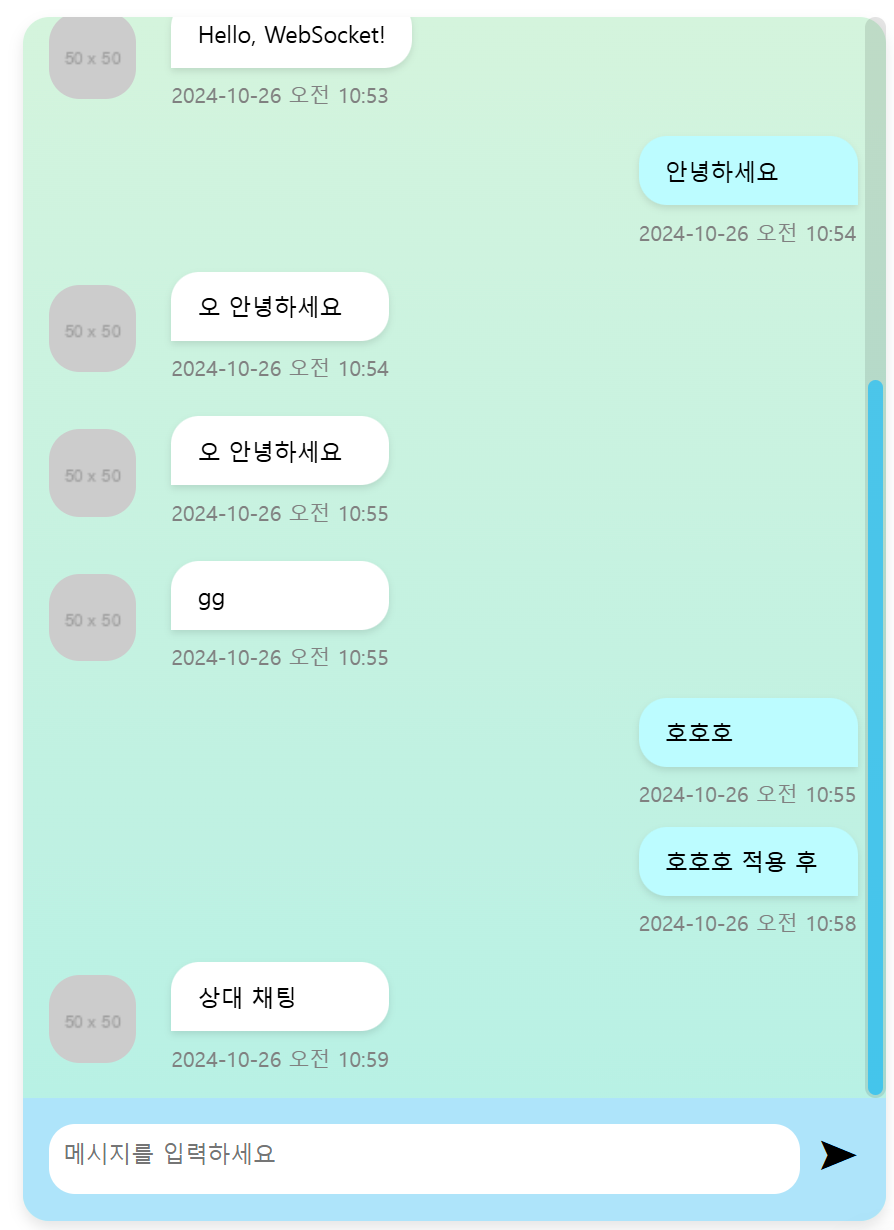 Hello, WebSocket!
50 x 50
2024-10-26 오전 10:53
안녕하세요
2024-10-26 오전 10:54
오 안녕하세요
50 x 50
2024-10-26 오전 10:54
오 안녕하세요
50 x 50
2024-10-26 오전 10:55
gg
50 x 50
2024-10-26 오전 10:55
호호호
2024-10-26 오전 10:55
호호호 적용 후
2024-10-26 오전 10:58
상대 채팅
50 x 50
2024-10-26 오전 10:59
메시지를 입력하세요